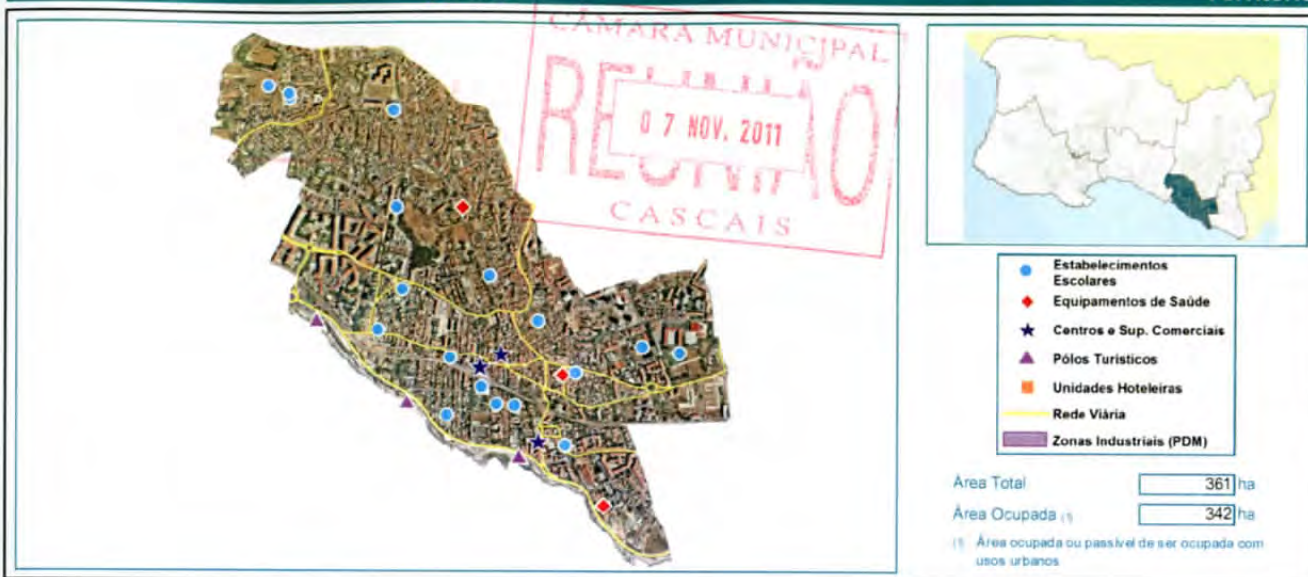 CÂMARA MUNICIPAL
REUNIÃO
07 NOV. 2011
CASCAIS
Estabelecimentos
Escolares
Equipamentos de Saúde
Centros e Sup. Comerciais
Pólos Turísticos
Unidades Hoteleiras
Rede Viária
Zonas Industriais (PDM)
Área Total 361 ha
Área Ocupada (1) 342 ha
(1) Área ocupada ou passível de ser ocupada com
usos urbanos